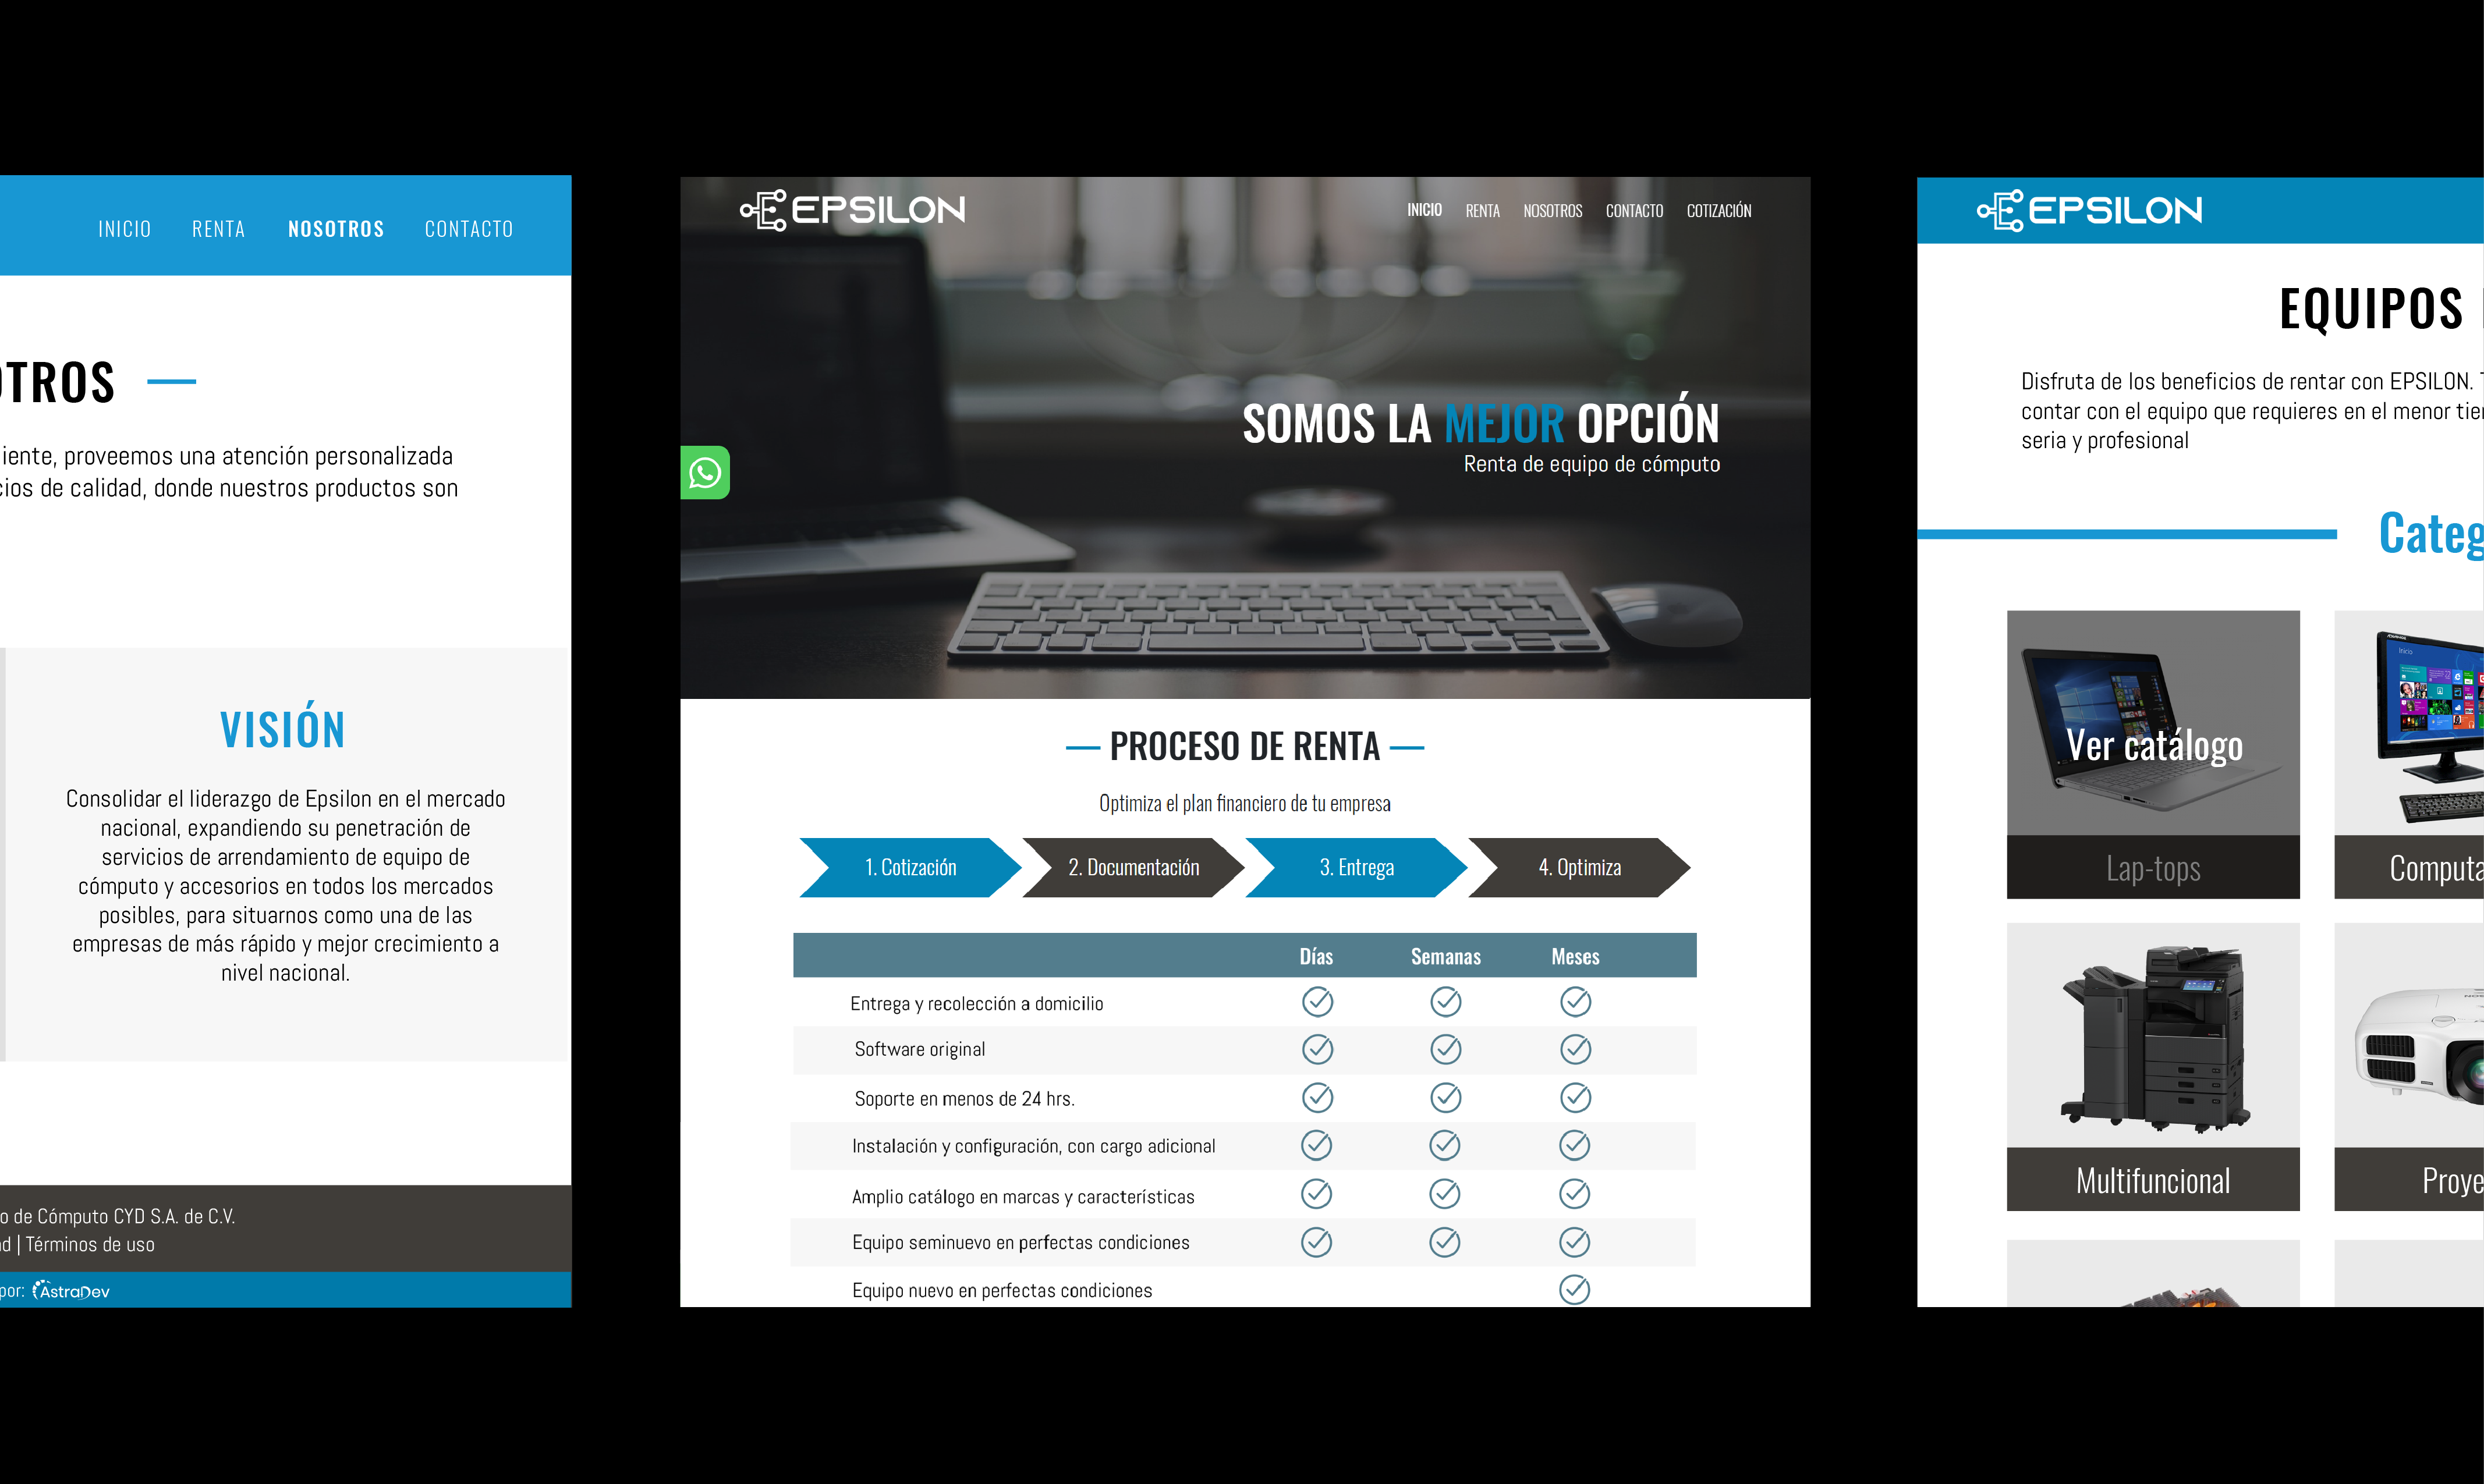 INICIO RENTA NOSOTROS CONTACTO
OTROS
iente, proveemos una atención personalizada
cios de calidad, donde nuestros productos son
VISIÓN
Consolidar el liderazgo de Epsilon en el mercado
nacional, expandiendo su penetración de
servicios de arrendamiento de equipo de
cómputo y accesorios en todos los mercados
posibles, para situarnos como una de las
empresas de más rápido y mejor crecimiento a
nivel nacional.
o de Cómputo CYD S.A. de C.V.
d | Términos de uso
por: AstraDev
EPSILON
INICIO RENTA NOSOTROS CONTACTO COTIZACIÓN
SOMOS LA MEJOR OPCIÓN
Renta de equipo de cómputo
PROCESO DE RENTA
Optimiza el plan financiero de tu empresa
1. Cotización 2. Documentación 3. Entrega 4. Optimiza
Días Semanas Meses
Entrega y recolección a domicilio
Software original
Soporte en menos de 24 hrs.
Instalación y configuración, con cargo adicional
Amplio catálogo en marcas y características
Equipo seminuevo en perfectas condiciones
Equipo nuevo en perfectas condiciones
EPSILON
EQUIPOS
Disfruta de los beneficios de rentar con EPSILON. T
contar con el equipo que requieres en el menor tie
seria y profesional
Categ
Ver catálogo
Inicio
Lap-tops
Computa
Multifuncional
Proye